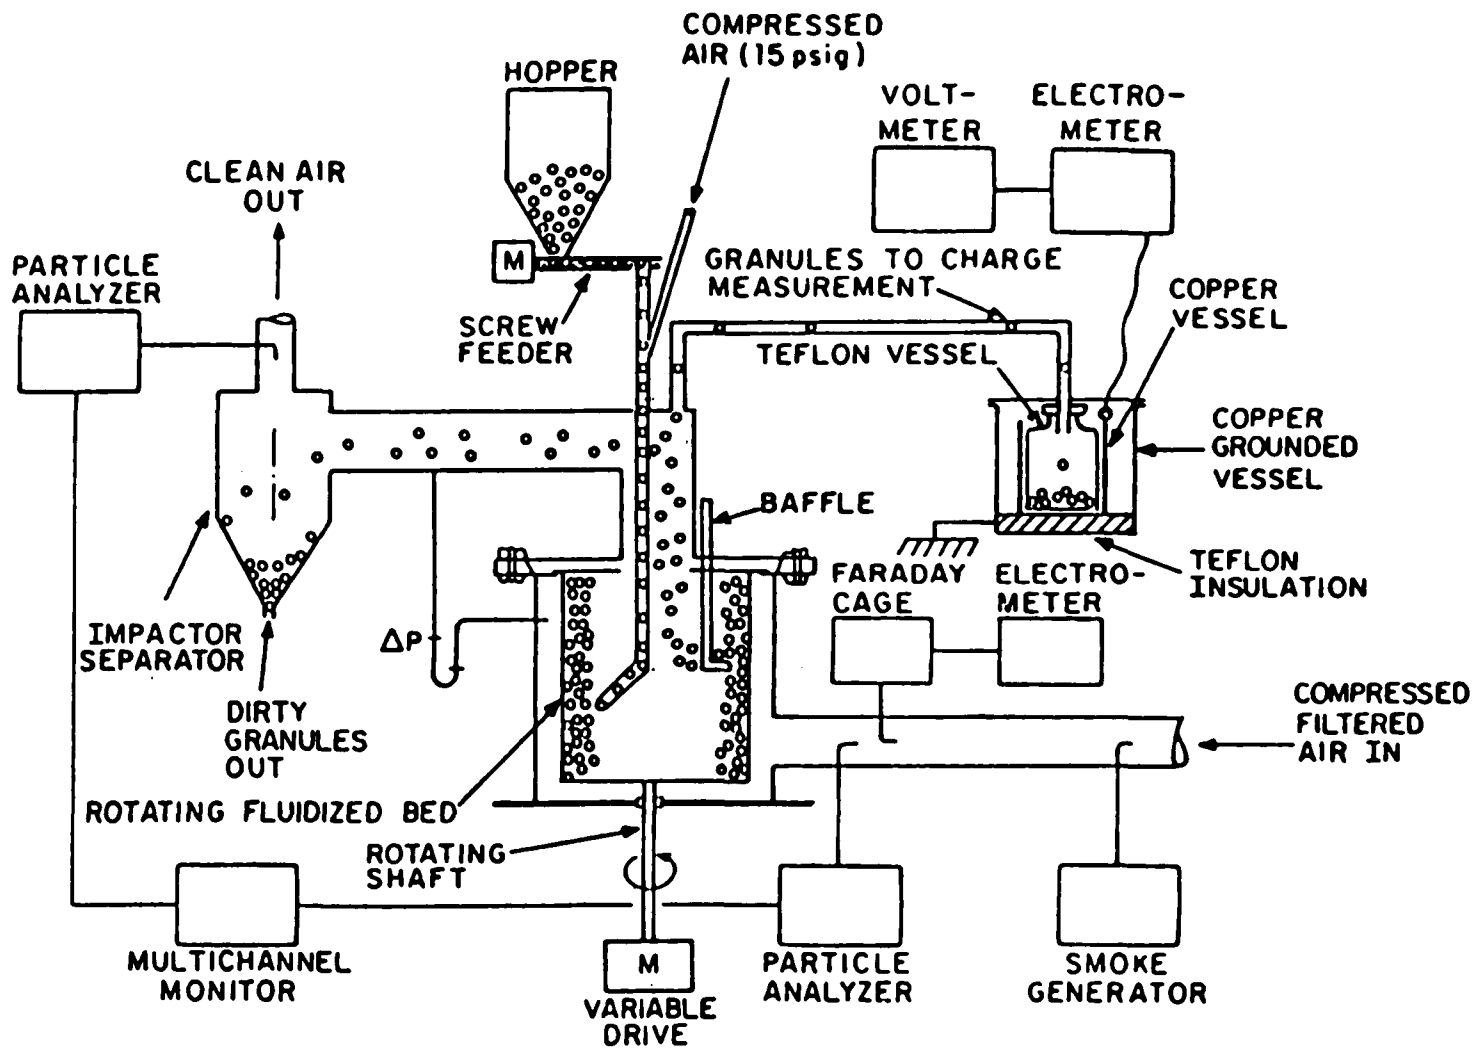 COMPRESSED
AIR (15 psig)
HOPPER
VOLT-
METER
ELECTRO-
METER
CLEAN AIR
OUT
M
PARTICLE
ANALYZER
GRANULES TO CHARGE
MEASUREMENT
COPPER
VESSEL
SCREW
FEEDER
TEFLON VESSEL
COPPER
GROUNDED
VESSEL
BAFFLE
TEFLON
INSULATION
FARADAY
CAGE
ELECTRO-
METER
ΔP
IMPACTOR
SEPARATOR
DIRTY
GRANULES
OUT
COMPRESSED
FILTERED
AIR IN
ROTATING FLUIDIZED BED
ROTATING
SHAFT
MULTICHANNEL
MONITOR
M
VARIABLE
DRIVE
PARTICLE
ANALYZER
SMOKE
GENERATOR